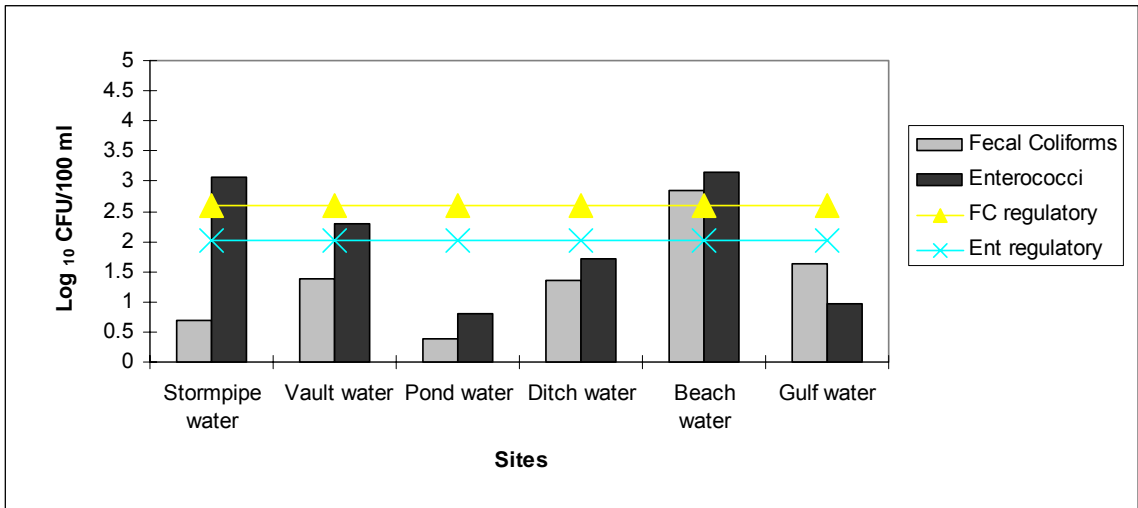 5
4.5
4
3.5
3
2.5
2
1.5
1
0.5
0
Log 10 CFU/100 ml
Stormpipe
water
Vault water
Pond water
Ditch water
Beach
water
Gulf water
Sites
Fecal Coliforms
Enterococci
FC regulatory
Ent regulatory